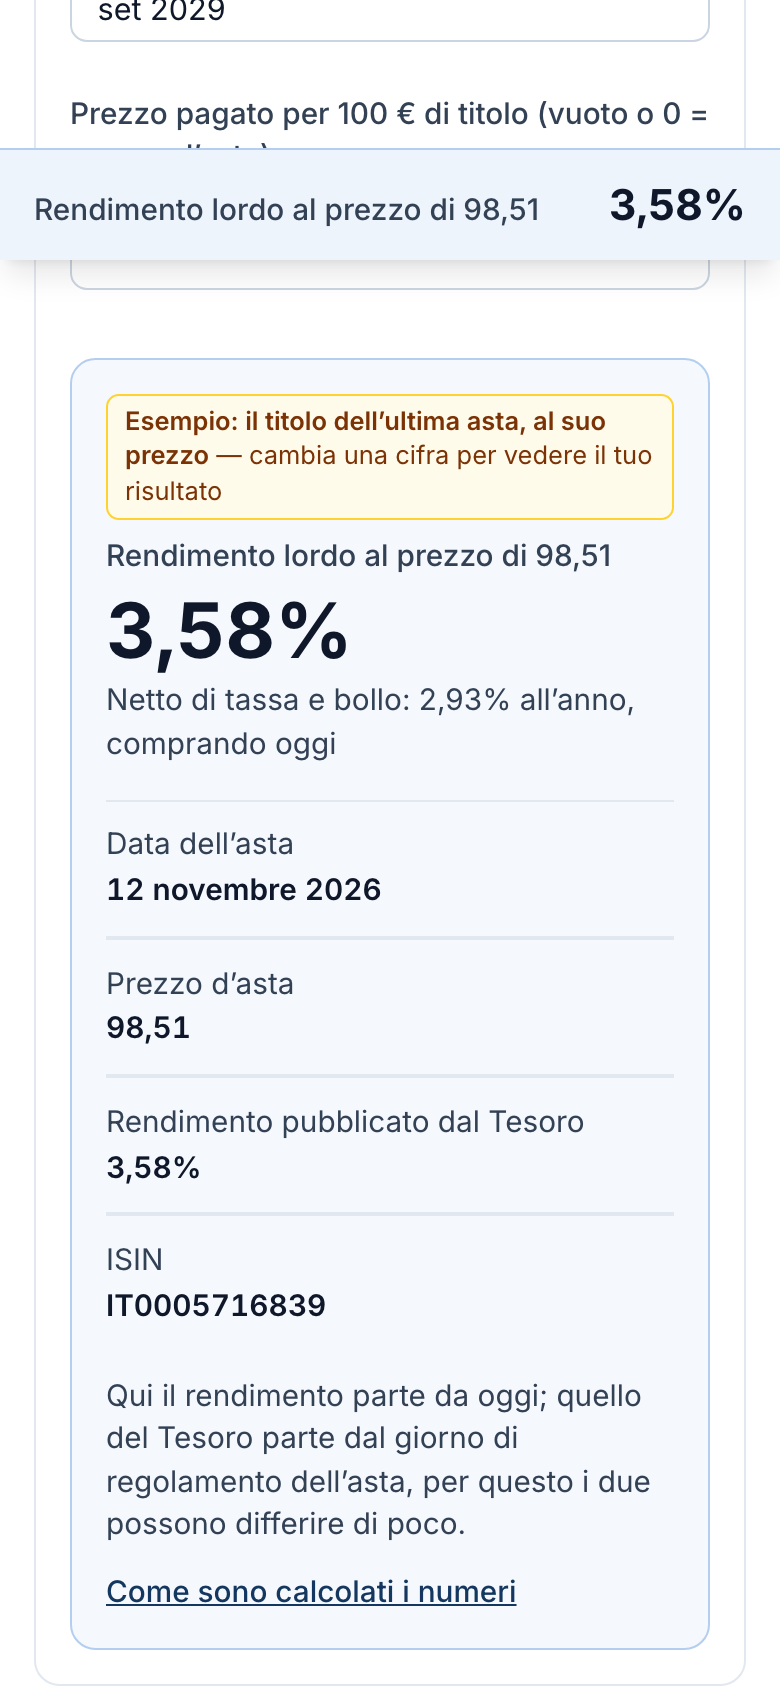 set 2029
Prezzo pagato per 100 € di titolo (vuoto o 0 =
Rendimento lordo al prezzo di 98,51
3,58%
Esempio: il titolo dell’ultima asta, al suo
prezzo — cambia una cifra per vedere il tuo
risultato
Rendimento lordo al prezzo di 98,51
3,58%
Netto di tassa e bollo: 2,93% all’anno,
comprando oggi
Data dell’asta
12 novembre 2026
Prezzo d’asta
98,51
Rendimento pubblicato dal Tesoro
3,58%
ISIN
IT0005716839
Qui il rendimento parte da oggi; quello
del Tesoro parte dal giorno di
regolamento dell’asta, per questo i due
possono differire di poco.
Come sono calcolati i numeri